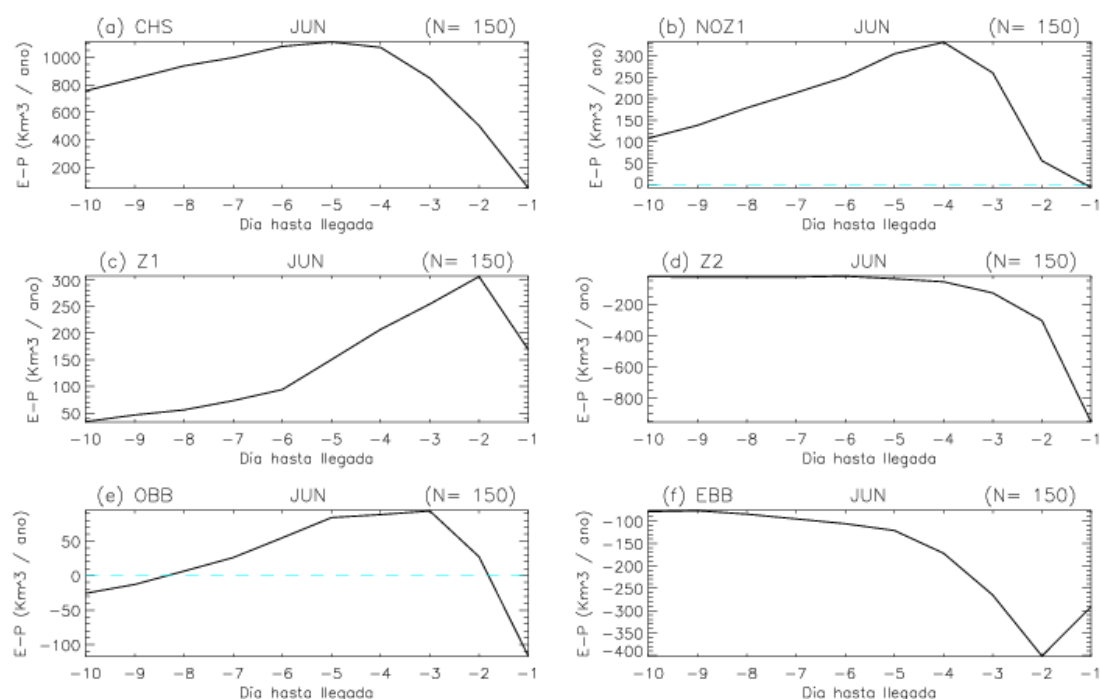 (a) CHS JUN (N= 150)
E-P (Km^3 / ano)
1000
800
600
400
200
-10 -9 -8 -7 -6 -5 -4 -3 -2 -1
Dia hasta llegada
(b) NOZ1 JUN (N= 150)
E-P (Km^3 / ano)
300
250
200
150
100
50
0
-10 -9 -8 -7 -6 -5 -4 -3 -2 -1
Dia hasta llegada
(c) Z1 JUN (N= 150)
E-P (Km^3 / ano)
300
250
200
150
100
50
-10 -9 -8 -7 -6 -5 -4 -3 -2 -1
Dia hasta llegada
(d) Z2 JUN (N= 150)
E-P (Km^3 / ano)
-200
-400
-600
-800
-10 -9 -8 -7 -6 -5 -4 -3 -2 -1
Dia hasta llegada
(e) OBB JUN (N= 150)
E-P (Km^3 / ano)
50
0
-50
-100
-10 -9 -8 -7 -6 -5 -4 -3 -2 -1
Dia hasta llegada
(f) EBB JUN (N= 150)
E-P (Km^3 / ano)
-100
-150
-200
-250
-300
-350
-400
-10 -9 -8 -7 -6 -5 -4 -3 -2 -1
Dia hasta llegada